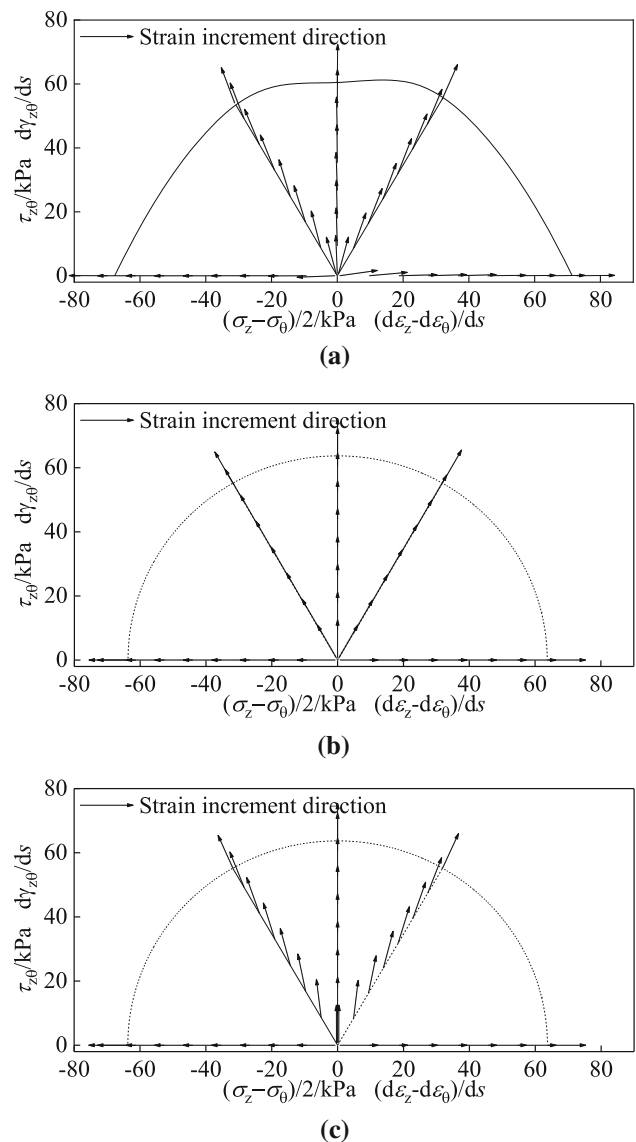 80
Strain increment direction
60
40
20
0
τzθ/kPa dγzθ/ds
-80 -60 -40 -20 0 20 40 60 80
(σz−σθ)/2/kPa (dεz-dεθ)/ds
(a)
80
Strain increment direction
60
40
20
0
τzθ/kPa dγzθ/ds
-80 -60 -40 -20 0 20 40 60 80
(σz−σθ)/2/kPa (dεz-dεθ)/ds
(b)
80
Strain increment direction
60
40
20
0
τzθ/kPa dγzθ/ds
-80 -60 -40 -20 0 20 40 60 80
(σz−σθ)/2/kPa (dεz-dεθ)/ds
(c)